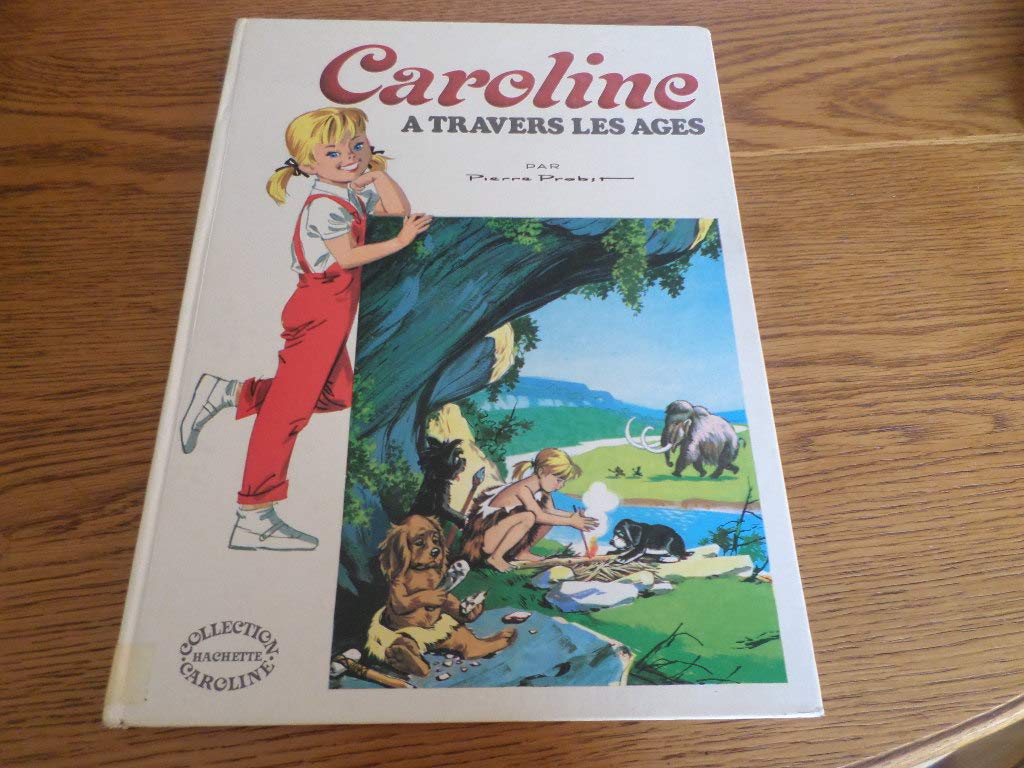 Caroline
A TRAVERS LES AGES
PAR
Pierre Probst
COLLECTION
HACHETTE
CAROLINE